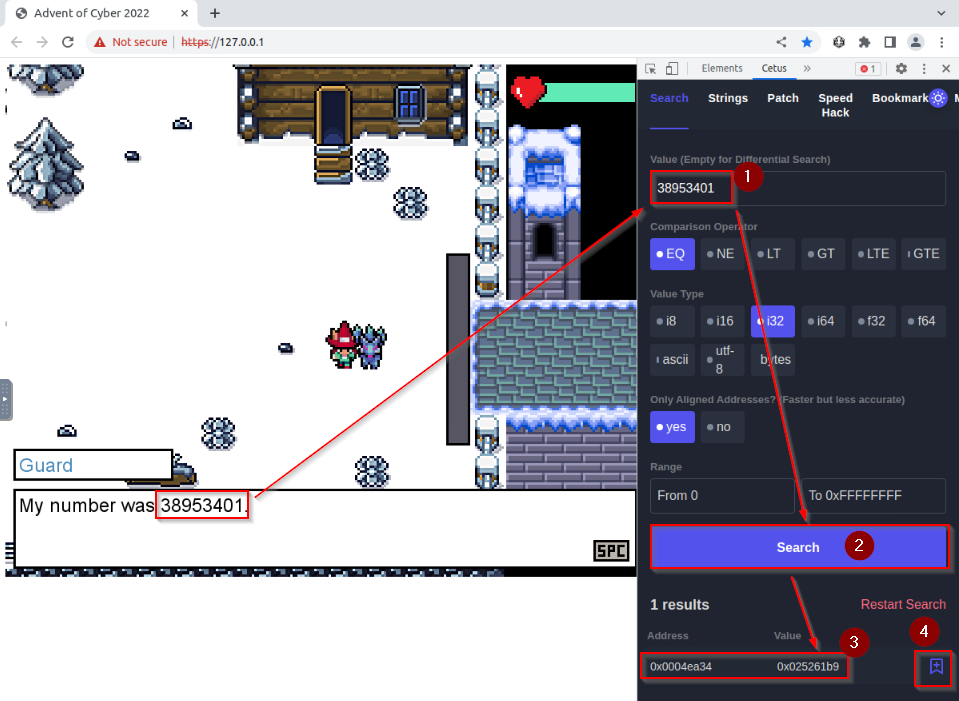 Advent of Cyber 2022
Not secure | https://127.0.0.1
Elements Cetus » 1
Search Strings Patch Speed Hack Bookmark M
Value (Empty for Differential Search)
38953401 1
Comparison Operator
EQ NE LT GT LTE GTE
Value Type
i8 i16 i32 i64 f32 f64
ascii utf-8 bytes
Only Aligned Addresses? (Faster but less accurate)
yes no
Range
From 0 To 0xFFFFFFFF
Guard
My number was 38953401.
SPC
Search 2
1 results Restart Search
4
Address Value 3
0x0004ea34 0x025261b9